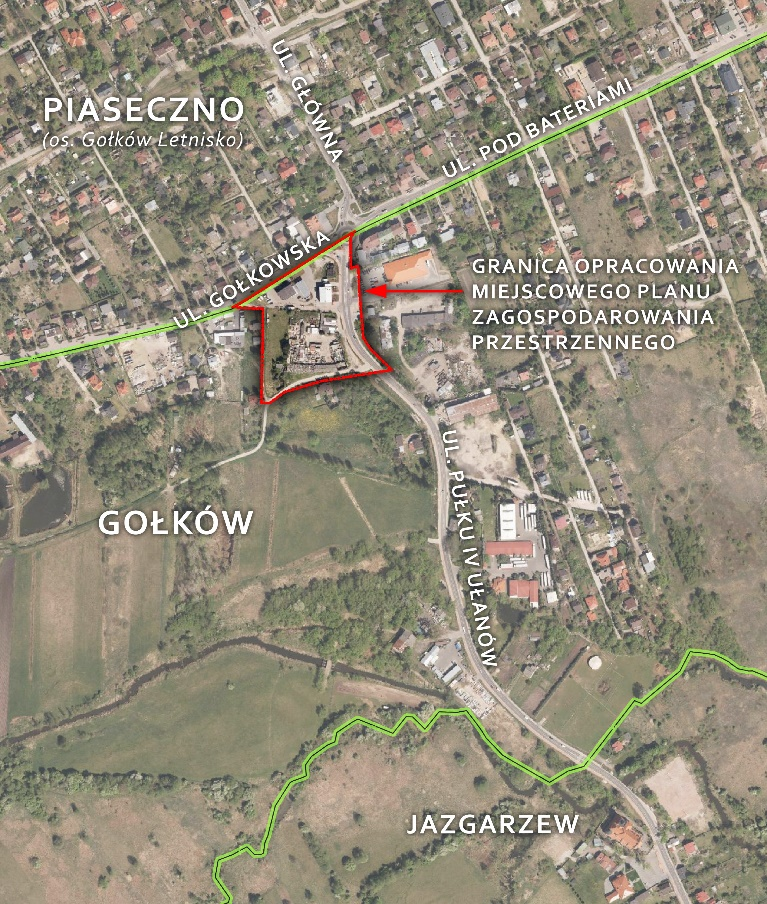 UL. GŁÓWNA
PIASECZNO
(os. Gołków Letnisko)
UL. POD BATERIAMI
UL. GOŁKOWSKA
GRANICA OPRACOWANIA
MIEJSCOWEGO PLANU
ZAGOSPODAROWANIA
PRZESTRZENNEGO
UL. PUŁKU IV UŁANÓW
GOŁKÓW
JAZGARZEW